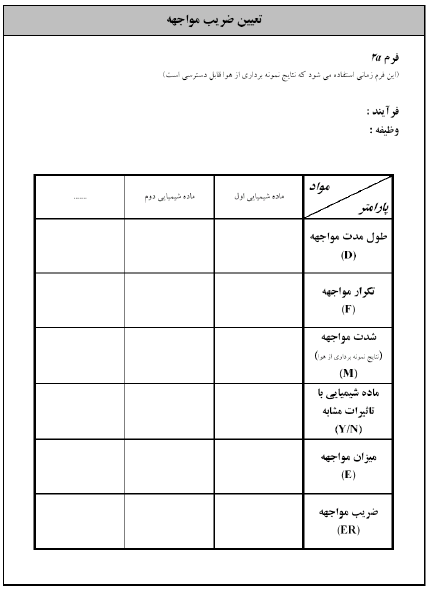 تعیین ضریب مواجهه
فرم 2a
(این فرم زمانی استفاده می شود که نتایج نمونه برداری از هوا قابل دسترسی است)
فرآیند :
وظیفه :
مواد
پارامتر
ماده شیمیایی اول
ماده شیمیایی دوم
......
طول مدت مواجهه
(D)
تکرار مواجهه
(F)
شدت مواجهه
(نتایج نمونه برداری از هوا)
(M)
ماده شیمیایی با
تاثیرات مشابه
(Y/N)
میزان مواجهه
(E)
ضریب مواجهه
(ER)